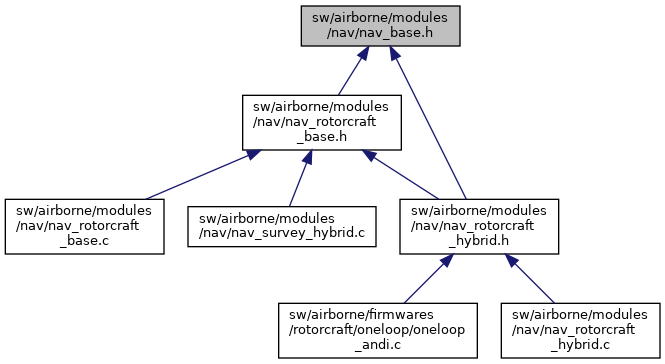 sw/airborne/modules
/nav/nav_base.h
sw/airborne/modules
/nav/nav_rotorcraft
_base.h
sw/airborne/modules
/nav/nav_rotorcraft
_base.c
sw/airborne/modules
/nav/nav_survey_hybrid.c
sw/airborne/modules
/nav/nav_rotorcraft
_hybrid.h
sw/airborne/firmwares
/rotorcraft/oneloop/oneloop
_andi.c
sw/airborne/modules
/nav/nav_rotorcraft
_hybrid.c